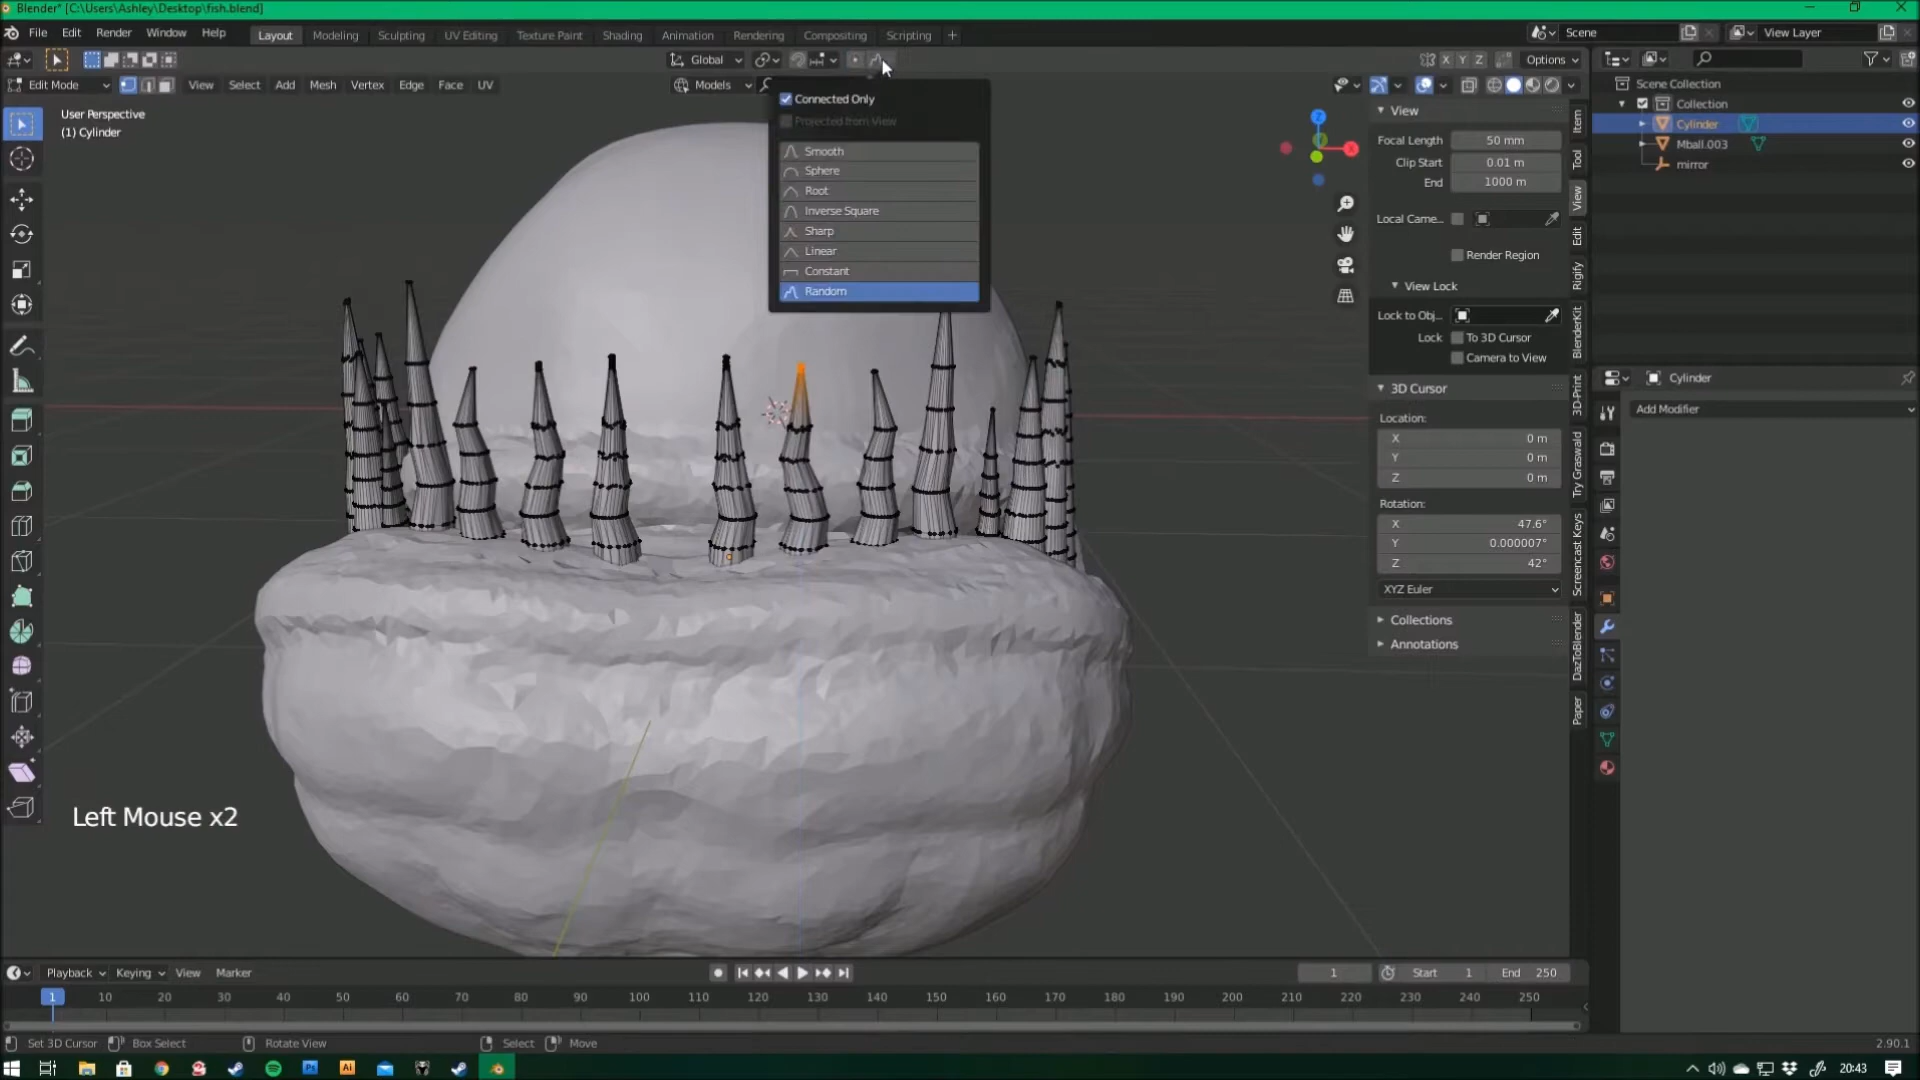 Blender* [C:\Users\Ashley\Desktop\fish.blend]
File Edit Render Window Help Layout Modeling Sculpting UV Editing Texture Paint Shading Animation Rendering Compositing Scripting + Scene View Layer
Global X Y Z Options
Edit Mode View Select Add Mesh Vertex Edge Face UV Models
User Perspective
(1) Cylinder
Connected Only
Projected from View
Smooth
Sphere
Root
Inverse Square
Sharp
Linear
Constant
Random
Z
X
View
Focal Length 50 mm
Clip Start 0.01 m
End 1000 m
Local Came...
Render Region
View Lock
Lock to Obj...
Lock To 3D Cursor
Camera to View
3D Cursor
Location:
X 0 m
Y 0 m
Z 0 m
Rotation:
X 47.6°
Y 0.000007°
Z 42°
XYZ Euler
Collections
Annotations
Item
Tool
View
Edit
Rigify
BlenderKit
3D-Print
Try Graswald
Screencast Keys
DazToBlender
Paper
Scene Collection
Collection
Cylinder
Mball.003
mirror
Cylinder
Add Modifier
Left Mouse x2
Playback Keying View Marker 1 Start 1 End 250
1 10 20 30 40 50 60 70 80 90 100 110 120 130 140 150 160 170 180 190 200 210 220 230 240 250
Set 3D Cursor Box Select Rotate View Select Move 2.90.1
Ps Ai 20:43